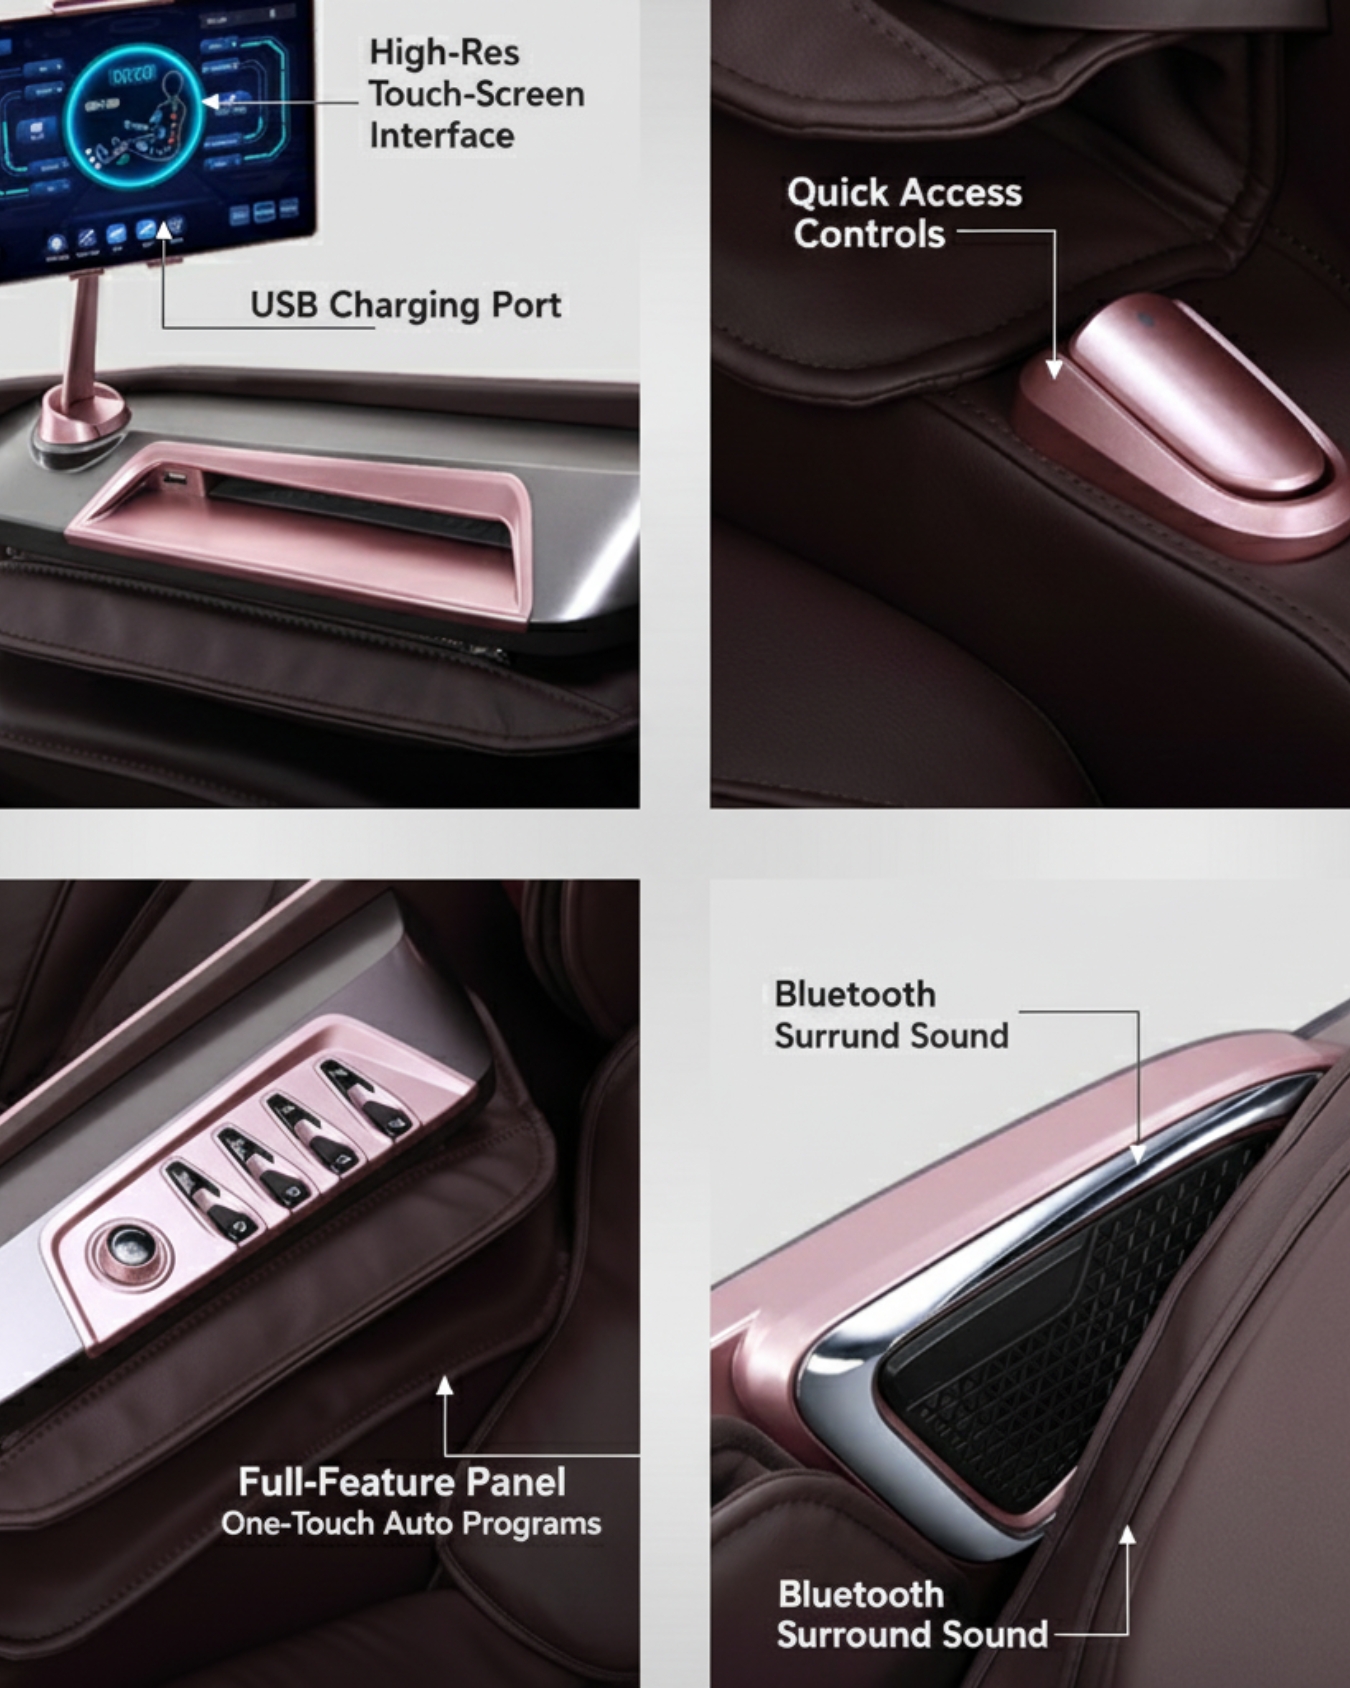 High-Res
Touch-Screen
Interface
USB Charging Port
Quick Access
Controls
Full-Feature Panel
One-Touch Auto Programs
Bluetooth
Surrund Sound
Bluetooth
Surround Sound